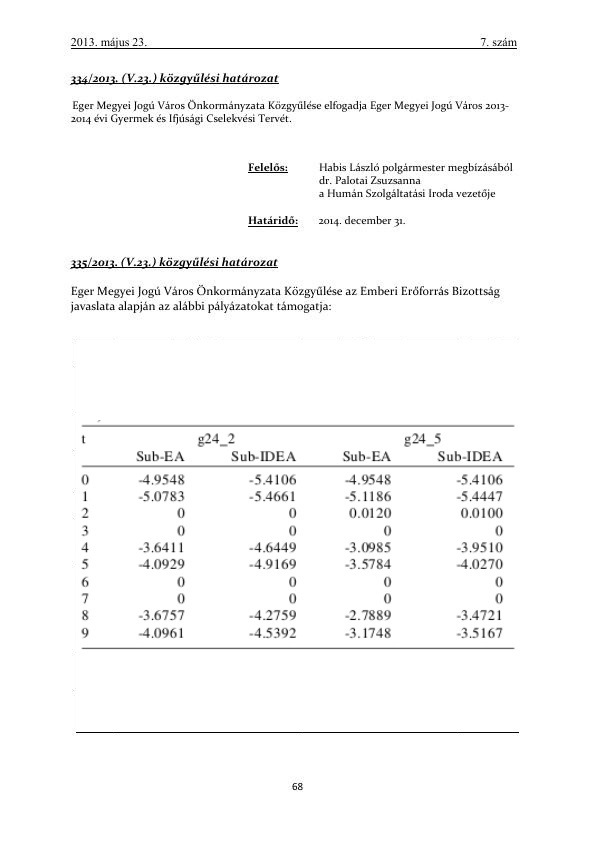 2013. május 23. 7. szám
334/2013. (V.23.) közgyűlési határozat
Eger Megyei Jogú Város Önkormányzata Közgyűlése elfogadja Eger Megyei Jogú Város 2013-
2014 évi Gyermek és Ifjúsági Cselekvési Tervét.
Felelős: Habis László polgármester megbízásából
dr. Palotai Zsuzsanna
a Humán Szolgáltatási Iroda vezetője
Határidő: 2014. december 31.
335/2013. (V.23.) közgyűlési határozat
Eger Megyei Jogú Város Önkormányzata Közgyűlése az Emberi Erőforrás Bizottság
javaslata alapján az alábbi pályázatokat támogatja:
t g24_2 g24_5
Sub-EA Sub-IDEA Sub-EA Sub-IDEA
0 -4.9548 -5.4106 -4.9548 -5.4106
1 -5.0783 -5.4661 -5.1186 -5.4447
2 0 0 0.0120 0.0100
3 0 0 0 0
4 -3.6411 -4.6449 -3.0985 -3.9510
5 -4.0929 -4.9169 -3.5784 -4.0270
6 0 0 0 0
7 0 0 0 0
8 -3.6757 -4.2759 -2.7889 -3.4721
9 -4.0961 -4.5392 -3.1748 -3.5167
68